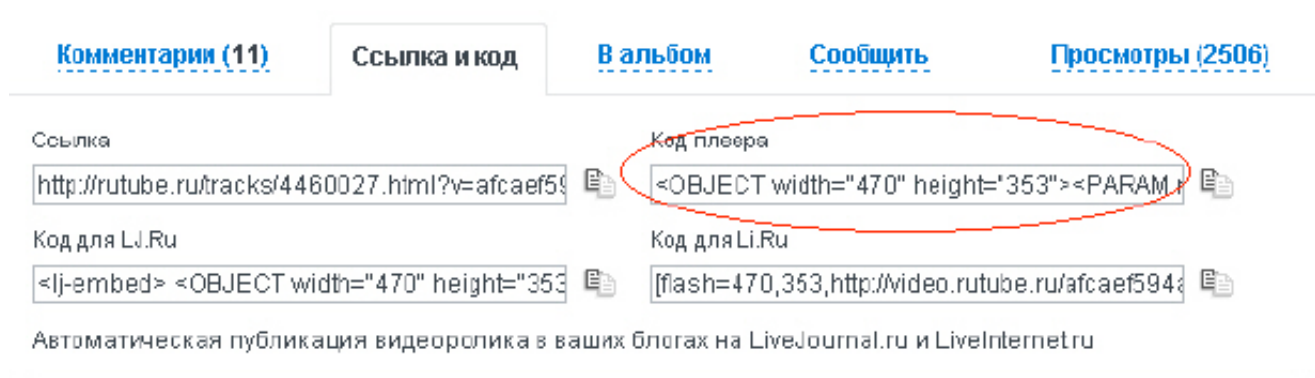 Комментарии (11) Ссылка и код В альбом Сообщить Просмотры (2506)
Ссылка Код плеера
http://rutube.ru/tracks/4460027.html?v=afcaef59 <OBJECT width="470" height="353"><PARAM
Код для LJ.Ru Код для Li.Ru
<lj-embed> <OBJECT width="470" height="353 [flash=470,353,http://video.rutube.ru/afcaef594a
Автоматическая публикация видеоролика в ваших блогах на LiveJournal.ru и LiveInternet.ru